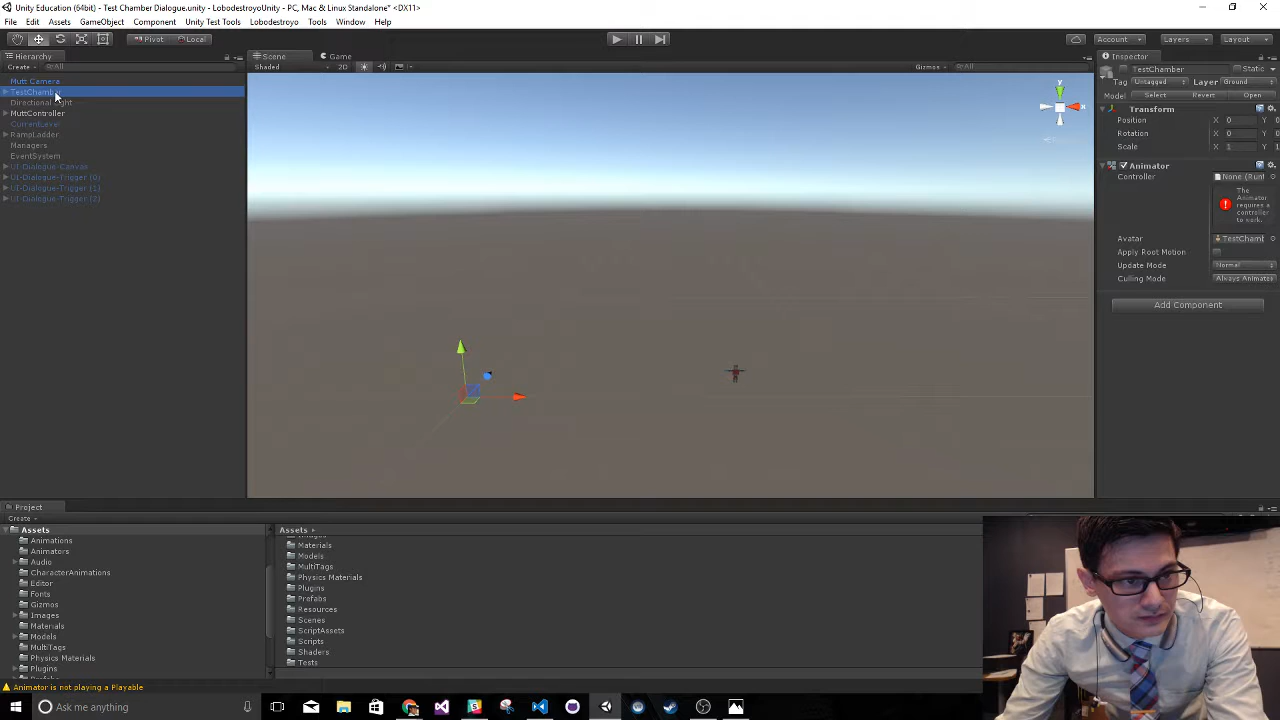 Unity Education (64bit) - Test Chamber Dialogue.unity - LobodestroyoUnity - PC, Mac & Linux Standalone* <DX11>
File Edit Assets GameObject Component Unity Test Tools Lobodestroyo Tools Window Help
Pivot Local Account Layers Layout
Hierarchy Scene Game Inspector
Create All Shaded 2D Gizmos All
TestChamber Static
Tag Untagged Layer Ground
Model Select Revert Open
Transform
Position X 0 Y 0
Rotation X 0 Y 0
Scale X 1 Y 1
Animator
Controller None (Runt
The Animator requires a controller to work.
Avatar TestChamb
Apply Root Motion
Update Mode Normal
Culling Mode Always Animate
Add Component
Mutt Camera
TestChamber
Directional light
MuttController
CurrentLevel
RampLadder
Managers
EventSystem
UI-Dialogue-Canvas
UI-Dialogue-Trigger (0)
UI-Dialogue-Trigger (1)
UI-Dialogue-Trigger (2)
y
x
Project
Create
Assets
Animations
Animators
Audio
CharacterAnimations
Editor
Fonts
Gizmos
Images
Materials
Models
MultiTags
Physics Materials
Plugins
Assets
Materials
Models
MultiTags
Physics Materials
Plugins
Prefabs
Resources
Scenes
ScriptAssets
Scripts
Shaders
Tests
Animator is not playing a Playable
Ask me anything